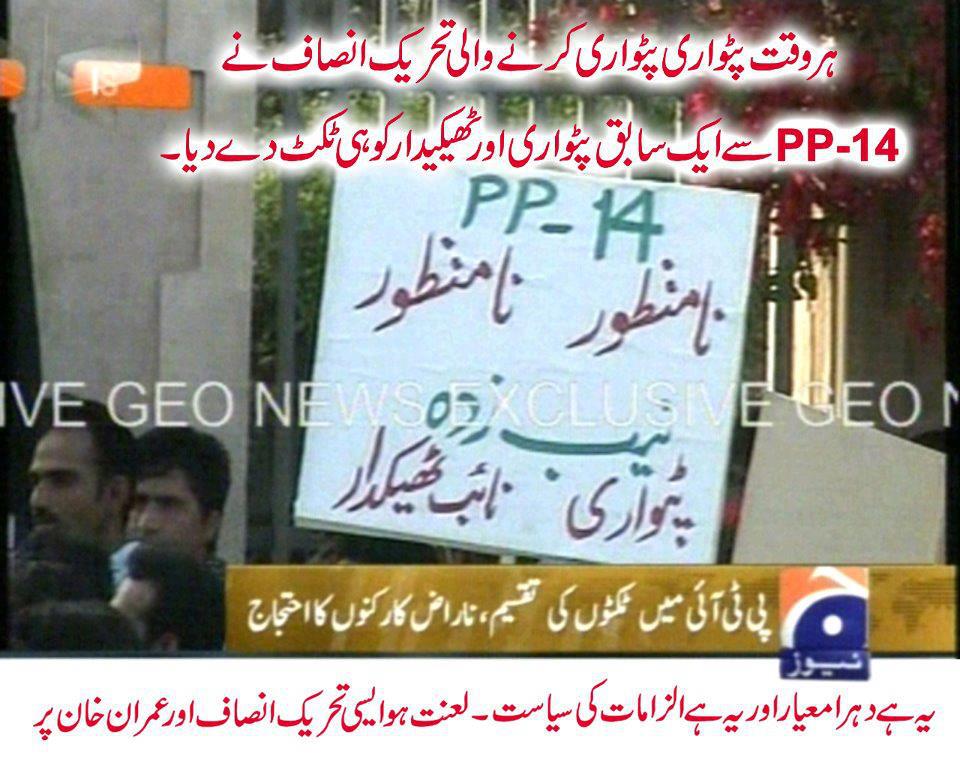 ہر وقت پٹواری پٹواری کرنے والی تحریک انصاف نے
PP-14 سے ایک سابق پٹواری اور ٹھیکیدار کو ہی ٹکٹ دے دیا۔
PP-14
نامنظور نامنظور
نیب زدہ
پٹواری نائب ٹھیکدار
IVE GEO NEWS EXCLUSIVE GEO N
پی ٹی آئی میں ٹکٹوں کی تقسیم، ناراض کارکنوں کا احتجاج
نیوز
یہ ہے دہرا معیار اور یہ ہے الزامات کی سیاست۔ لعنت ہو ایسی تحریک انصاف اور عمران خان پر